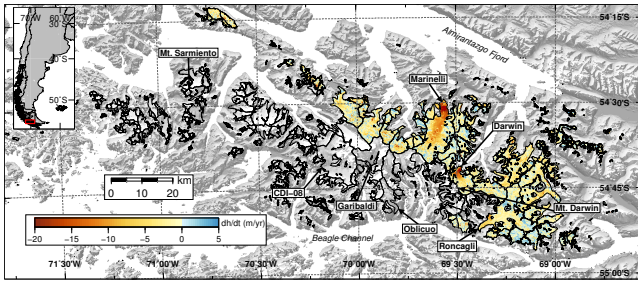 70°W 60°W
30°S
40°S
50°S
54°15'S
Almirantazgo Fjord
Mt. Sarmiento
Marinelli
54°30'S
Darwin
km
0 10 20
CDI–08
54°45'S
Garibaldi
Mt. Darwin
dh/dt (m/yr)
−20 −15 −10 −5 0 5
Oblicuo
Beagle Channel
Roncagli
71°30'W 71°00'W 70°30'W 70°00'W 69°30'W 69°00'W
55°00'S